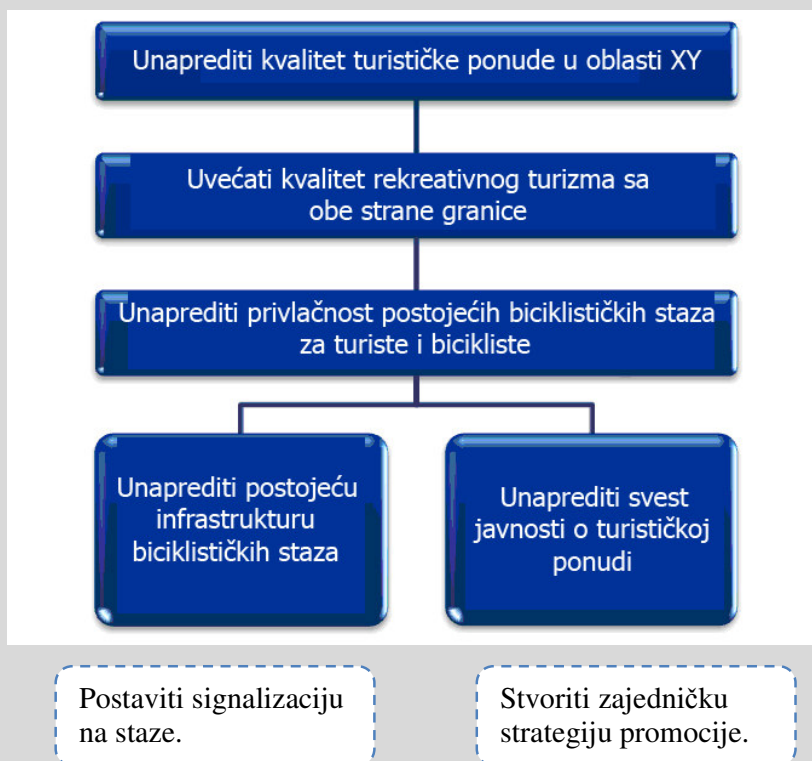 Unaprediti kvalitet turističke ponude u oblasti XY
Uvećati kvalitet rekreativnog turizma sa
obe strane granice
Unaprediti privlačnost postojećih biciklističkih staza
za turiste i bicikliste
Unaprediti postojeću
infrastrukturu
biciklističkih staza
Unaprediti svest
javnosti o turističkoj
ponudi
Postaviti signalizaciju
na staze.
Stvoriti zajedničku
strategiju promocije.